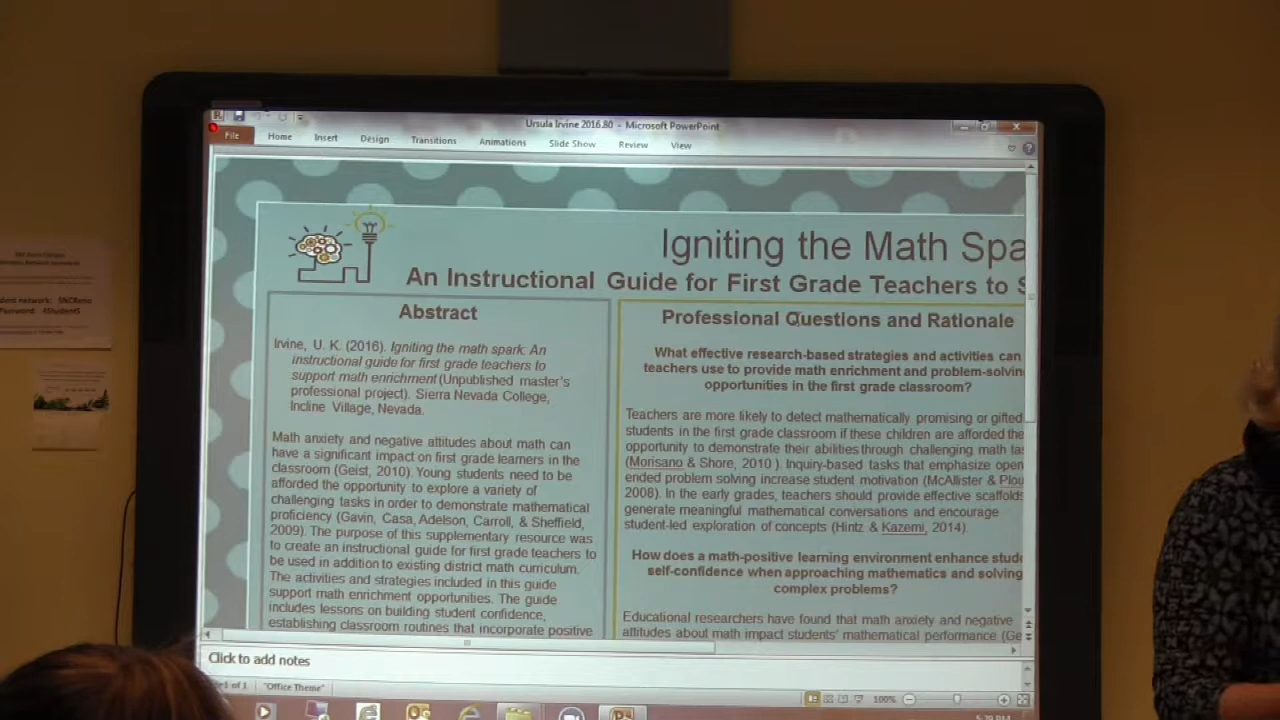 Ursula Irvine 2016.80 - Microsoft PowerPoint
File Home Insert Design Transitions Animations Slide Show Review View
Igniting the Math Spa
An Instructional Guide for First Grade Teachers to S
Abstract
Irvine, U. K. (2016). Igniting the math spark: An
instructional guide for first grade teachers to
support math enrichment (Unpublished master's
professional project). Sierra Nevada College,
Incline Village, Nevada.
Math anxiety and negative attitudes about math can
have a significant impact on first grade learners in the
classroom (Geist, 2010). Young students need to be
afforded the opportunity to explore a variety of
challenging tasks in order to demonstrate mathematical
proficiency (Gavin, Casa, Adelson, Carroll, & Sheffield,
2009). The purpose of this supplementary resource was
to create an instructional guide for first grade teachers to
be used in addition to existing district math curriculum.
The activities and strategies included in this guide
support math enrichment opportunities. The guide
includes lessons on building student confidence,
establishing classroom routines that incorporate positive
Professional Questions and Rationale
What effective research-based strategies and activities can
teachers use to provide math enrichment and problem-solvin
opportunities in the first grade classroom?
Teachers are more likely to detect mathematically promising or gifted
students in the first grade classroom if these children are afforded the
opportunity to demonstrate their abilities through challenging math ta
(Morisano & Shore, 2010 ). Inquiry-based tasks that emphasize open
ended problem solving increase student motivation (McAllister & Plou
2008). In the early grades, teachers should provide effective scaffolds
generate meaningful mathematical conversations and encourage
student-led exploration of concepts (Hintz & Kazemi, 2014).
How does a math-positive learning environment enhance stude
self-confidence when approaching mathematics and solving
complex problems?
Educational researchers have found that math anxiety and negative
attitudes about math impact students' mathematical performance (Ge
Click to add notes
1 of 1 "Office Theme" 100%